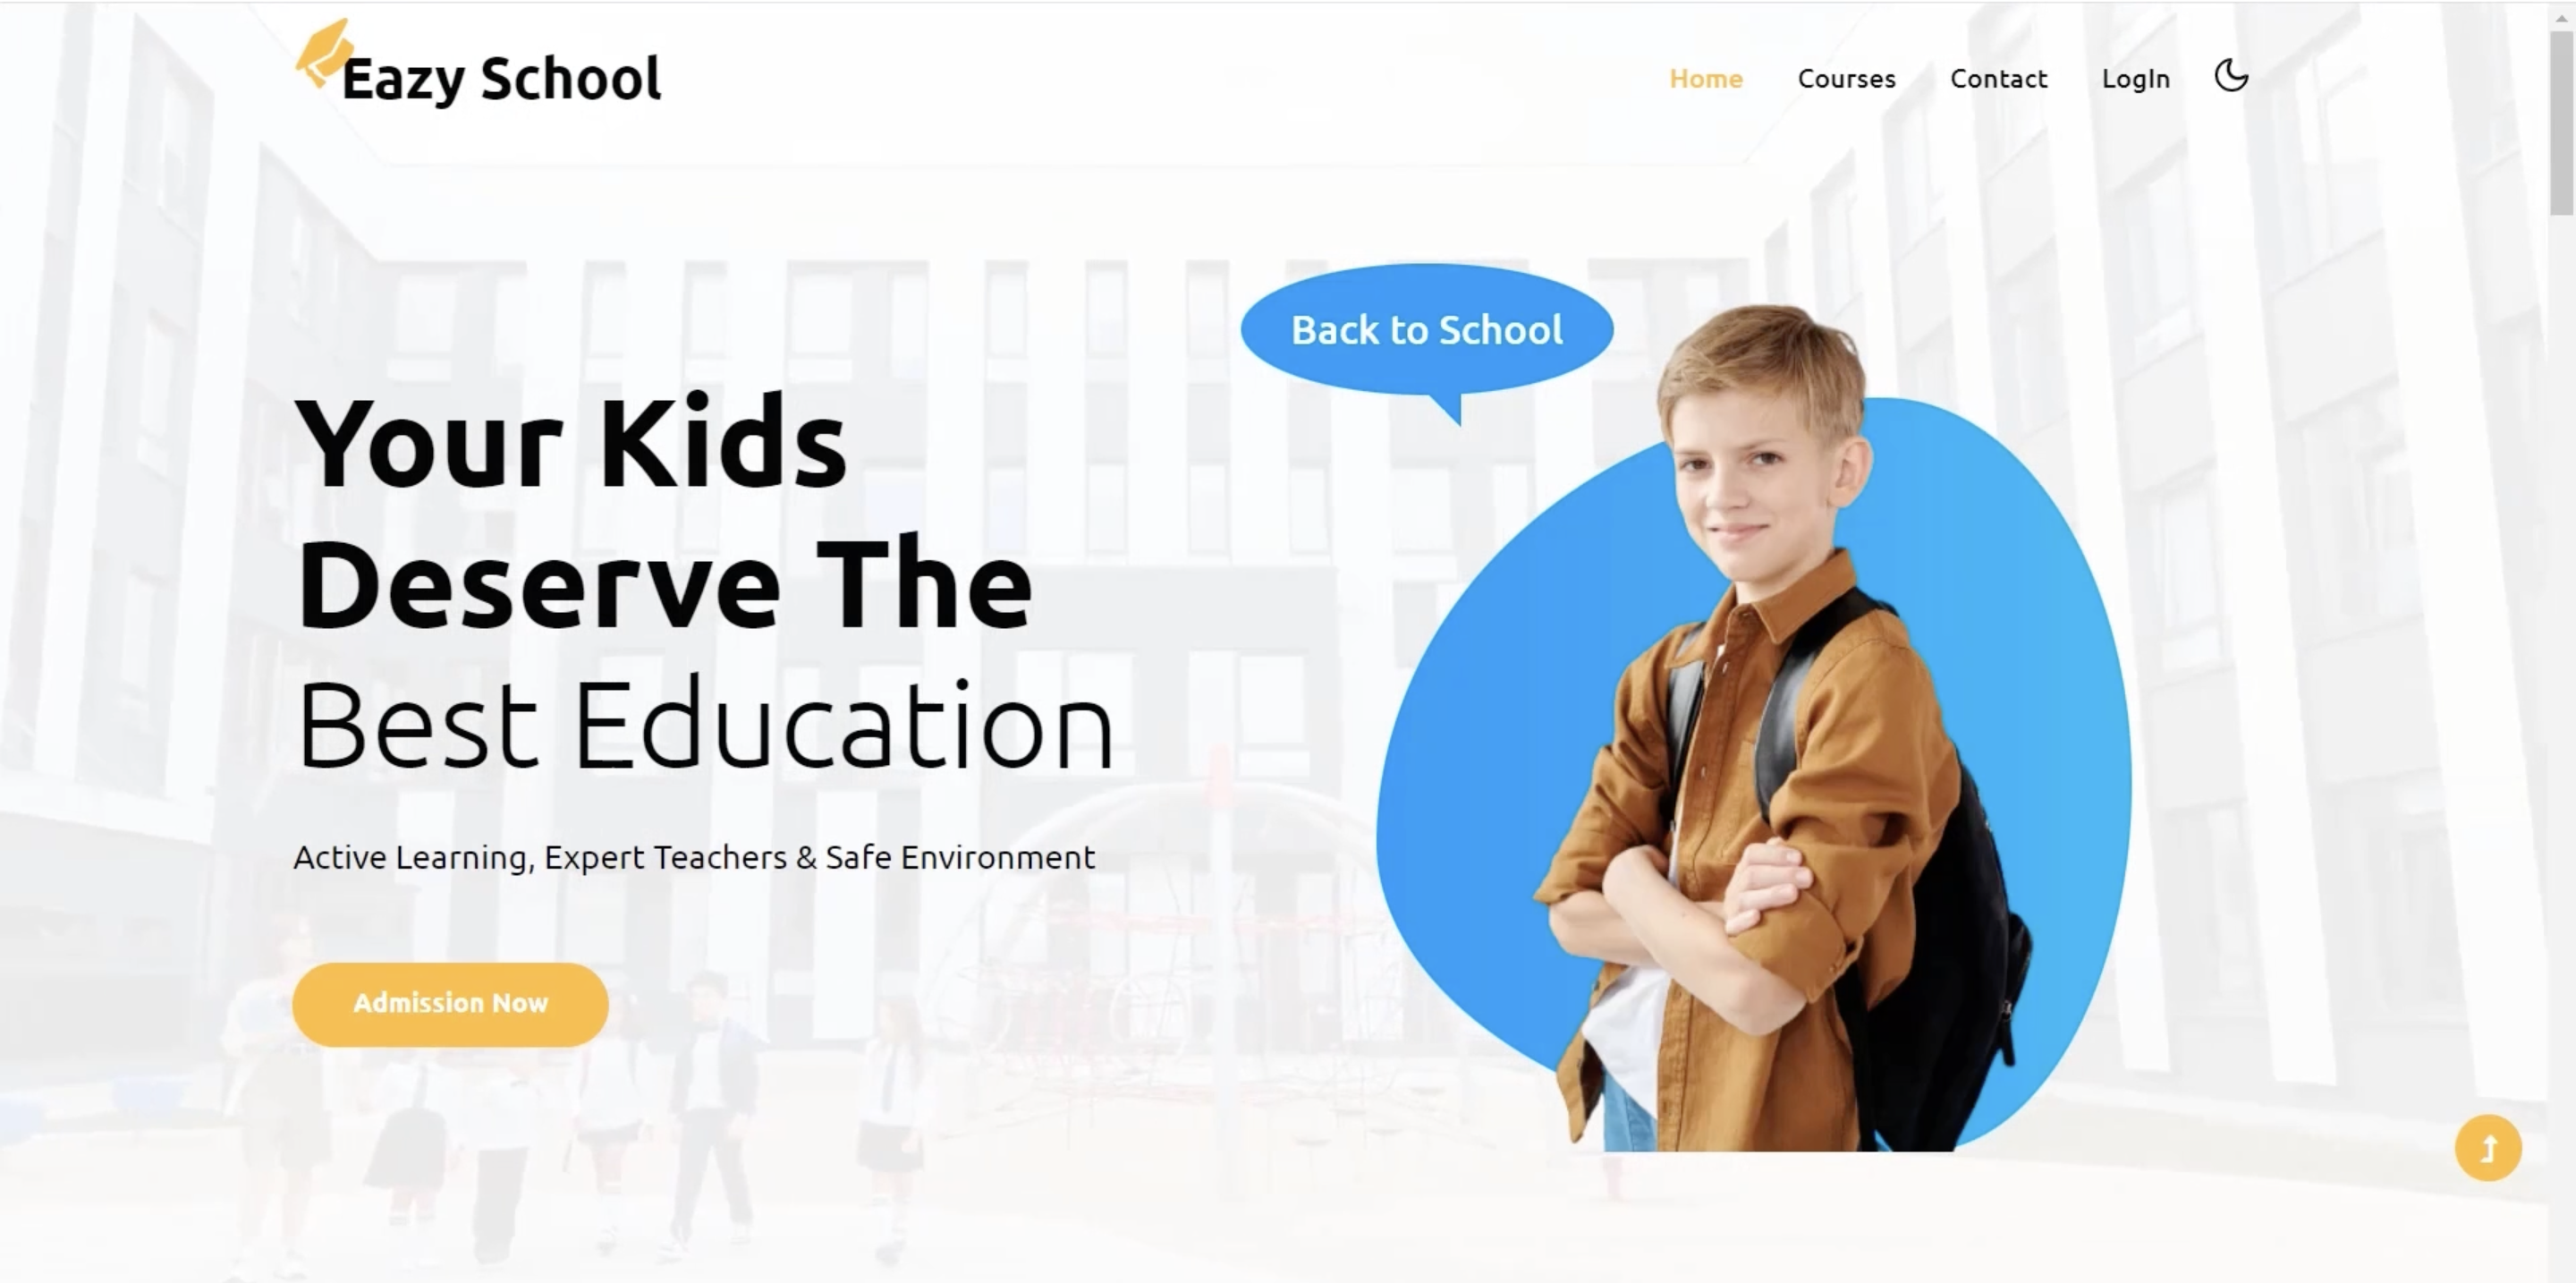 Eazy School
Home Courses Contact LogIn
Back to School
Your Kids
Deserve The
Best Education
Active Learning, Expert Teachers & Safe Environment
Admission Now